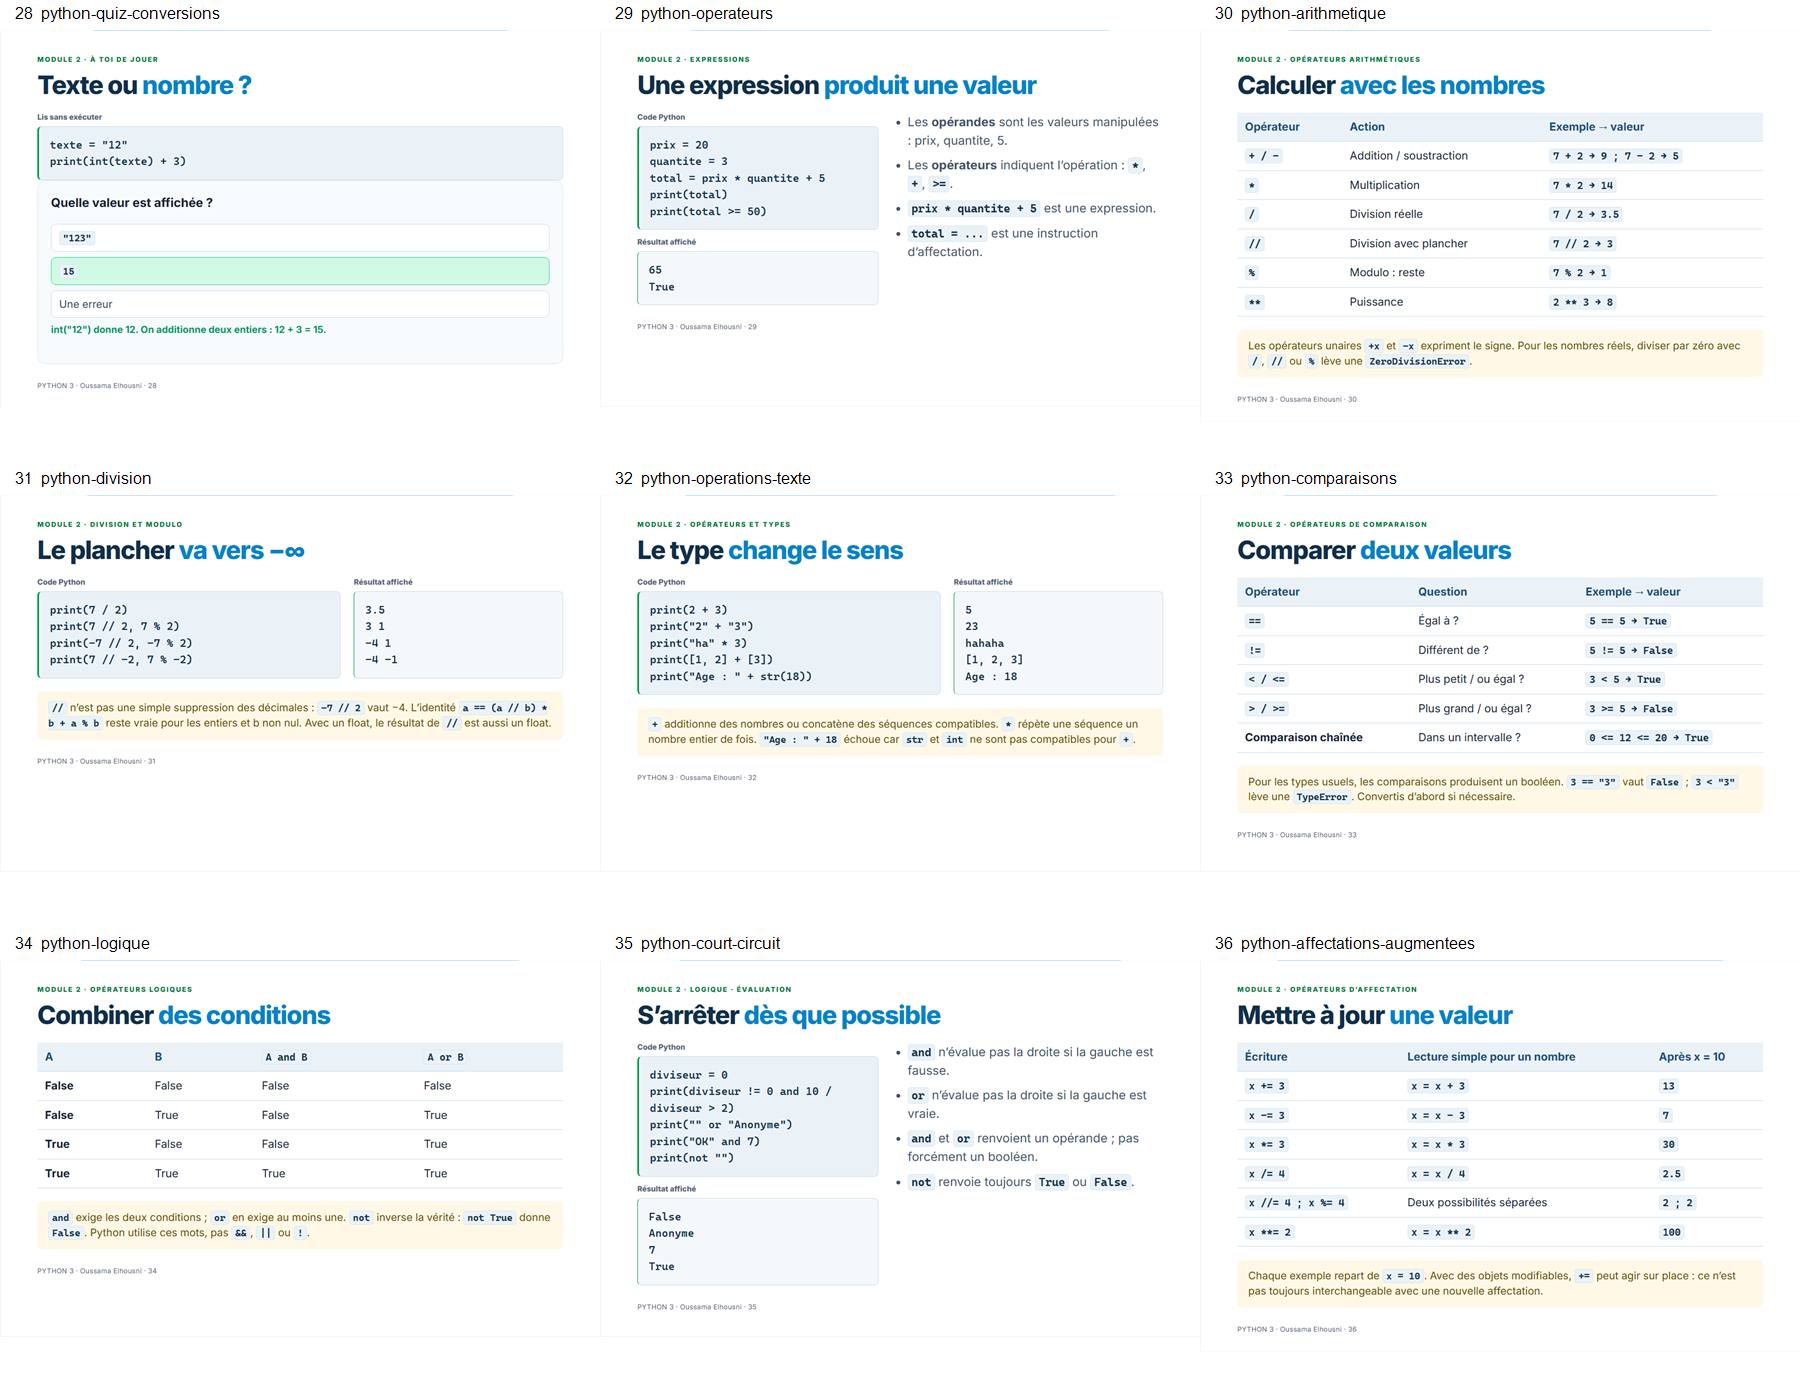 28 python-quiz-conversions
MODULE 2 · À TOI DE JOUER
Texte ou nombre ?
Lis sans exécuter
texte = "12"
print(int(texte) + 3)
Quelle valeur est affichée ?
"123"
15
Une erreur
int("12") donne 12. On additionne deux entiers : 12 + 3 = 15.
PYTHON 3 · Oussama Elhousni · 28
29 python-operateurs
MODULE 2 · EXPRESSIONS
Une expression produit une valeur
Code Python
prix = 20
quantite = 3
total = prix * quantite + 5
print(total)
print(total >= 50)
Résultat affiché
65
True
• Les opérandes sont les valeurs manipulées
: prix, quantite, 5.
• Les opérateurs indiquent l’opération : *,
+, >=.
• prix * quantite + 5 est une expression.
• total = ... est une instruction
d’affectation.
PYTHON 3 · Oussama Elhousni · 29
30 python-arithmetique
MODULE 2 · OPÉRATEURS ARITHMÉTIQUES
Calculer avec les nombres
Opérateur Action Exemple → valeur
+ / − Addition / soustraction 7 + 2 → 9 ; 7 − 2 → 5
* Multiplication 7 * 2 → 14
/ Division réelle 7 / 2 → 3.5
// Division avec plancher 7 // 2 → 3
% Modulo : reste 7 % 2 → 1
** Puissance 2 ** 3 → 8
Les opérateurs unaires +x et −x expriment le signe. Pour les nombres réels, diviser par zéro avec
/, // ou % lève une ZeroDivisionError.
PYTHON 3 · Oussama Elhousni · 30
31 python-division
MODULE 2 · DIVISION ET MODULO
Le plancher va vers −∞
Code Python
print(7 / 2)
print(7 // 2, 7 % 2)
print(−7 // 2, −7 % 2)
print(7 // −2, 7 % −2)
Résultat affiché
3.5
3 1
−4 1
−4 −1
// n’est pas une simple suppression des décimales : −7 // 2 vaut −4. L’identité a == (a // b) *
b + a % b reste vraie pour les entiers et b non nul. Avec un float, le résultat de // est aussi un float.
PYTHON 3 · Oussama Elhousni · 31
32 python-operations-texte
MODULE 2 · OPÉRATEURS ET TYPES
Le type change le sens
Code Python
print(2 + 3)
print("2" + "3")
print("ha" * 3)
print([1, 2] + [3])
print("Age : " + str(18))
Résultat affiché
5
23
hahaha
[1, 2, 3]
Age : 18
+ additionne des nombres ou concatène des séquences compatibles. * répète une séquence un
nombre entier de fois. "Age : " + 18 échoue car str et int ne sont pas compatibles pour +.
PYTHON 3 · Oussama Elhousni · 32
33 python-comparaisons
MODULE 2 · OPÉRATEURS DE COMPARAISON
Comparer deux valeurs
Opérateur Question Exemple → valeur
== Égal à ? 5 == 5 → True
!= Différent de ? 5 != 5 → False
< / <= Plus petit / ou égal ? 3 < 5 → True
> / >= Plus grand / ou égal ? 3 >= 5 → False
Comparaison chaînée Dans un intervalle ? 0 <= 12 <= 20 → True
Pour les types usuels, les comparaisons produisent un booléen. 3 == "3" vaut False ; 3 < "3"
lève une TypeError. Convertis d’abord si nécessaire.
PYTHON 3 · Oussama Elhousni · 33
34 python-logique
MODULE 2 · OPÉRATEURS LOGIQUES
Combiner des conditions
A B A and B A or B
False False False False
False True False True
True False False True
True True True True
and exige les deux conditions ; or en exige au moins une. not inverse la vérité : not True donne
False. Python utilise ces mots, pas &&, || ou !.
PYTHON 3 · Oussama Elhousni · 34
35 python-court-circuit
MODULE 2 · LOGIQUE · ÉVALUATION
S’arrêter dès que possible
Code Python
diviseur = 0
print(diviseur != 0 and 10 /
diviseur > 2)
print("" or "Anonyme")
print("OK" and 7)
print(not "")
Résultat affiché
False
Anonyme
7
True
• and n’évalue pas la droite si la gauche est
fausse.
• or n’évalue pas la droite si la gauche est
vraie.
• and et or renvoient un opérande ; pas
forcément un booléen.
• not renvoie toujours True ou False.
PYTHON 3 · Oussama Elhousni · 35
36 python-affectations-augmentees
MODULE 2 · OPÉRATEURS D’AFFECTATION
Mettre à jour une valeur
Écriture Lecture simple pour un nombre Après x = 10
x += 3 x = x + 3 13
x −= 3 x = x − 3 7
x *= 3 x = x * 3 30
x /= 4 x = x / 4 2.5
x //= 4 ; x %= 4 Deux possibilités séparées 2 ; 2
x **= 2 x = x ** 2 100
Chaque exemple repart de x = 10. Avec des objets modifiables, += peut agir sur place : ce n’est
pas toujours interchangeable avec une nouvelle affectation.
PYTHON 3 · Oussama Elhousni · 36